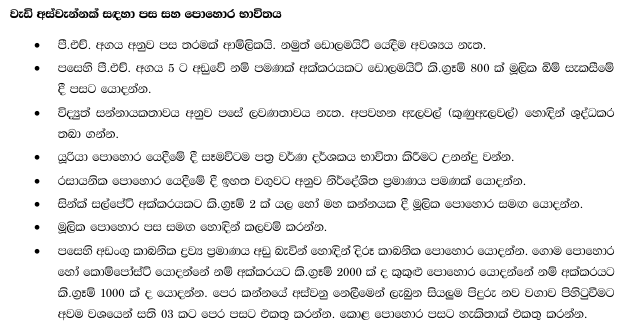 වැඩි අස්වැන්නක් සඳහා පස සහ පොහොර භාවිතය
• පී.එච්. අගය අනුව පස තරමක් ආම්ලිකයි. නමුත් ඩොලමයිට් යෙදීම අවශ්‍යය නැත.
• පසෙහි පී.එච්. අගය 5 ට අඩුවේ නම් පමණක් අක්කරයකට ඩොලමයිට් කි.ග්‍රෑම් 800 ක් මූලික බිම් සැකසීමේ
දී පසට යොදන්න.
• විද්‍යුත් සන්නායකතාවය අනුව පසේ ලවණතාවය නැත. අපවහන ඇලවල් (කුණුඇලවල්) හොඳින් ශුද්ධකර
තබා ගන්න.
• යූරියා පොහොර යෙදීමේ දී සෑමවිටම පත්‍ර වර්ණ දර්ශකය භාවිතා කිරීමට උනන්දු වන්න.
• රසායනික පොහොර යෙදීමේ දී ඉහත වගුවට අනුව නිර්දේශිත ප්‍රමාණය පමණක් යොදන්න.
• සින්ක් සල්පේට් අක්කරයකට කි.ග්‍රෑම් 2 ක් යල හෝ මහ කන්නයක දී මූලික පොහොර සමඟ යොදන්න.
• මූලික පොහොර පස සමඟ හොඳින් කලවම් කරන්න.
• පසෙහි අඩංගු කාබනික ද්‍රව්‍ය ප්‍රමාණය අඩු බැවින් හොඳින් දිරූ කාබනික පොහොර යොදන්න. ගොම පොහොර
හෝ කොම්පෝස්ට් යොදන්නේ නම් අක්කරයට කි.ග්‍රෑම් 2000 ක් ද කුකුළු පොහොර යොදන්නේ නම් අක්කරයට
කි.ග්‍රෑම් 1000 ක් ද යොදන්න. පෙර කන්නයේ අස්වනු නෙලීමෙන් ලැබුන සියලුම පිදුරු නව වගාව පිහිටුවීමට
අවම වශයෙන් සති 03 කට පෙර පසට එකතු කරන්න. කොළ පොහොර පසට හැකිතාක් එකතු කරන්න.